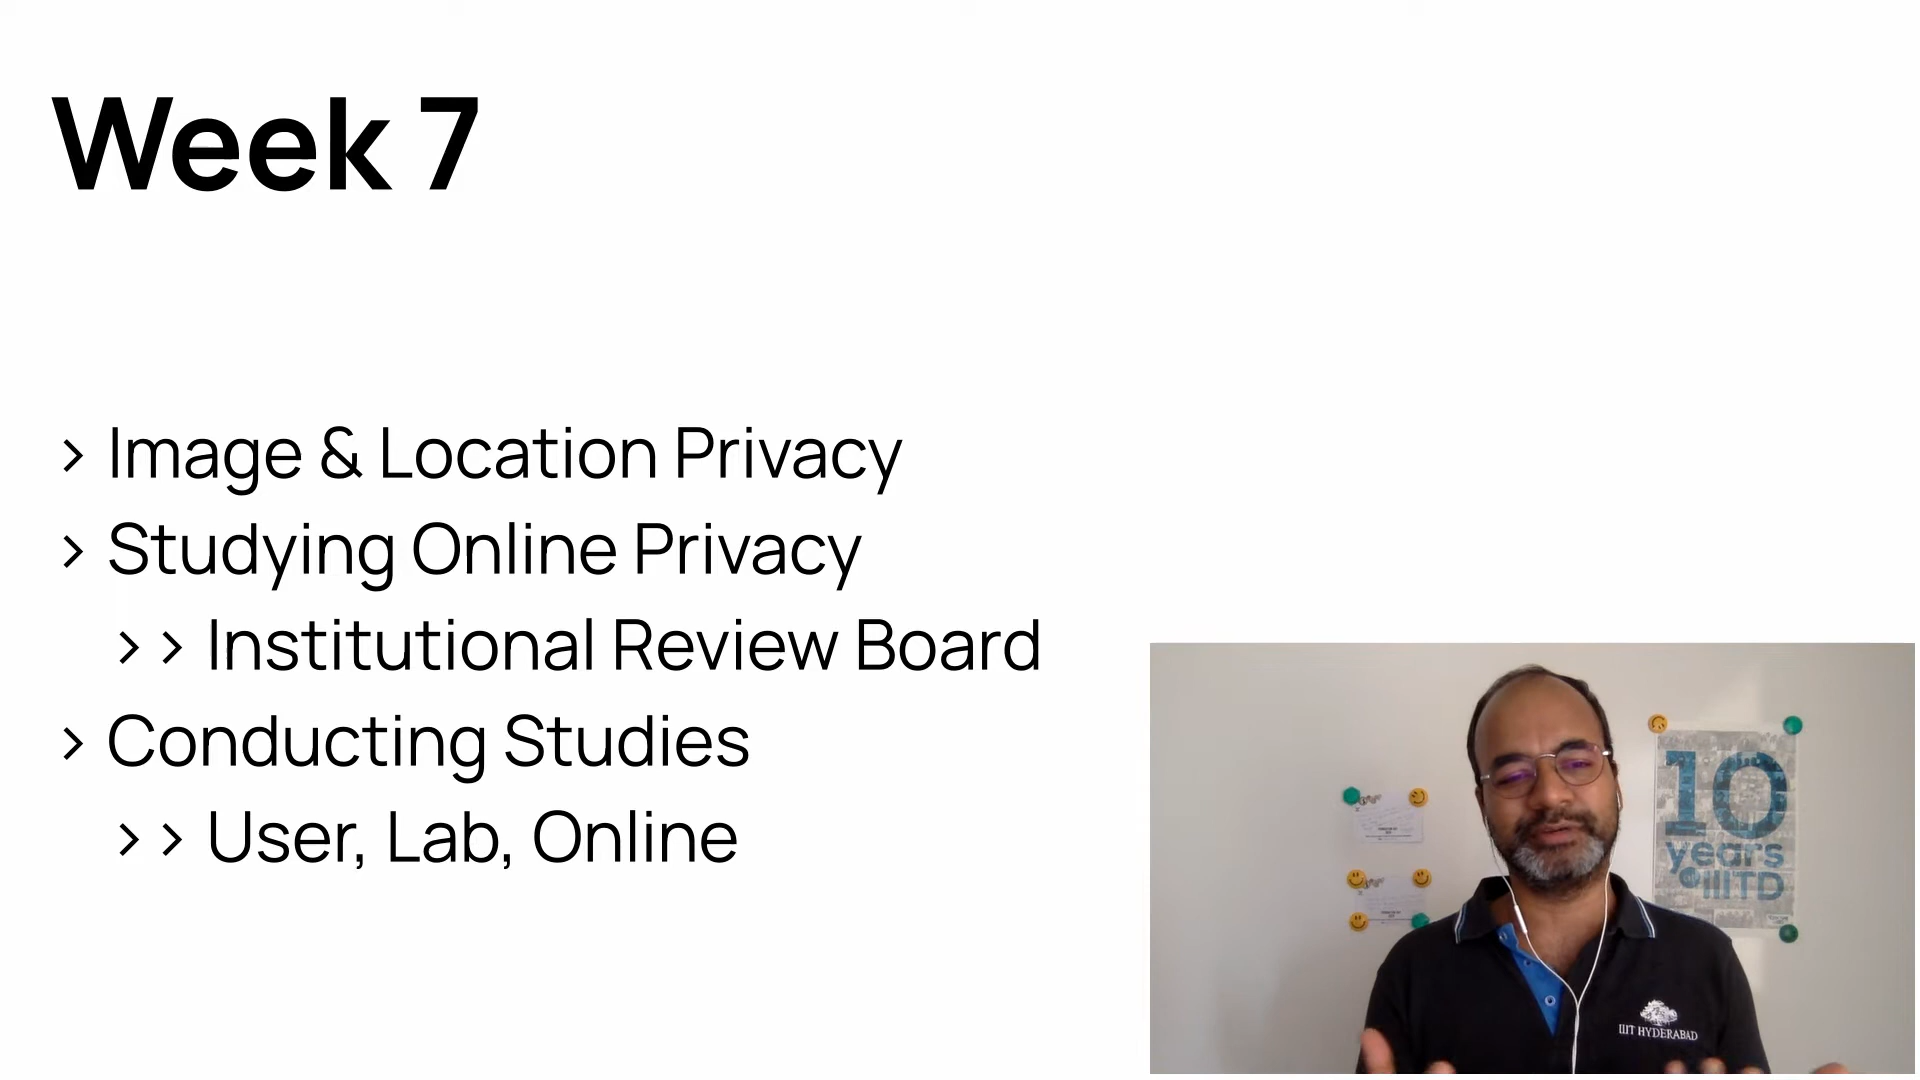 Week 7
> Image & Location Privacy
> Studying Online Privacy
>> Institutional Review Board
> Conducting Studies
>> User, Lab, Online
10
years
@IIITD
IIIT HYDERABAD